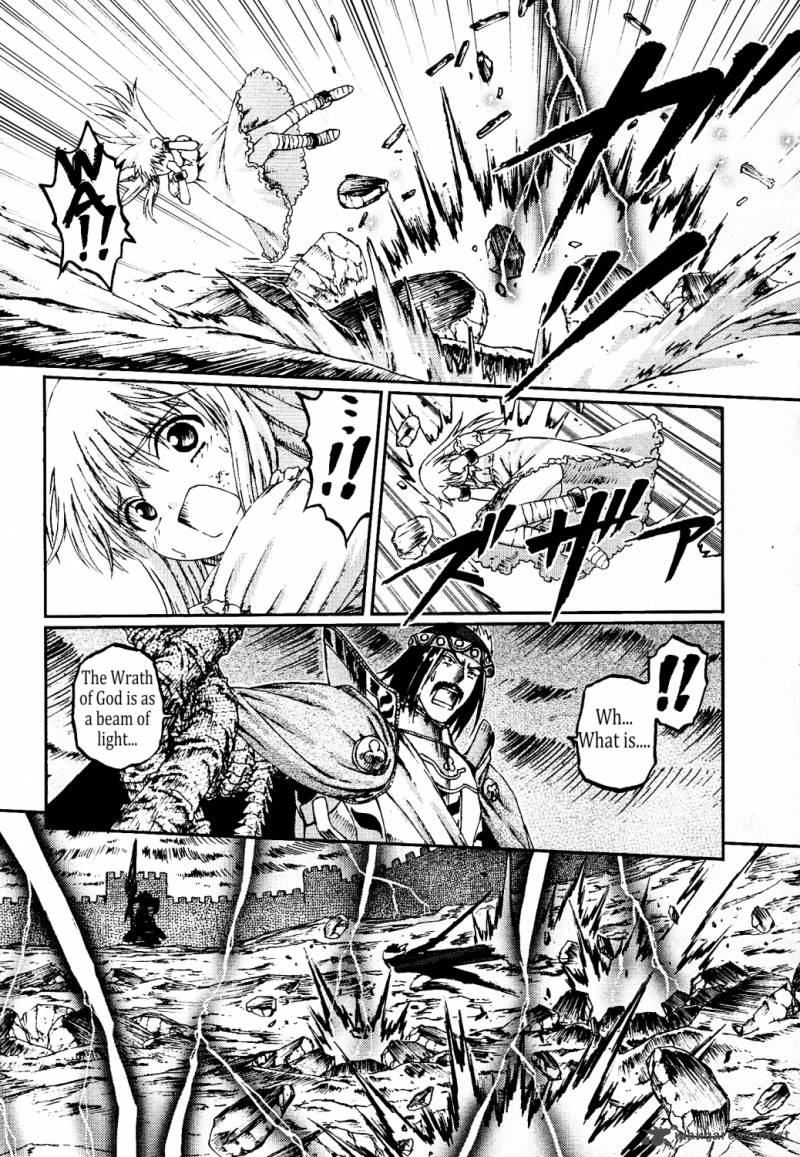 ガッ
WA!!
ズザァ
...!!
!!
Wh...
What is....
The Wrath
of God is as
a beam of
light...